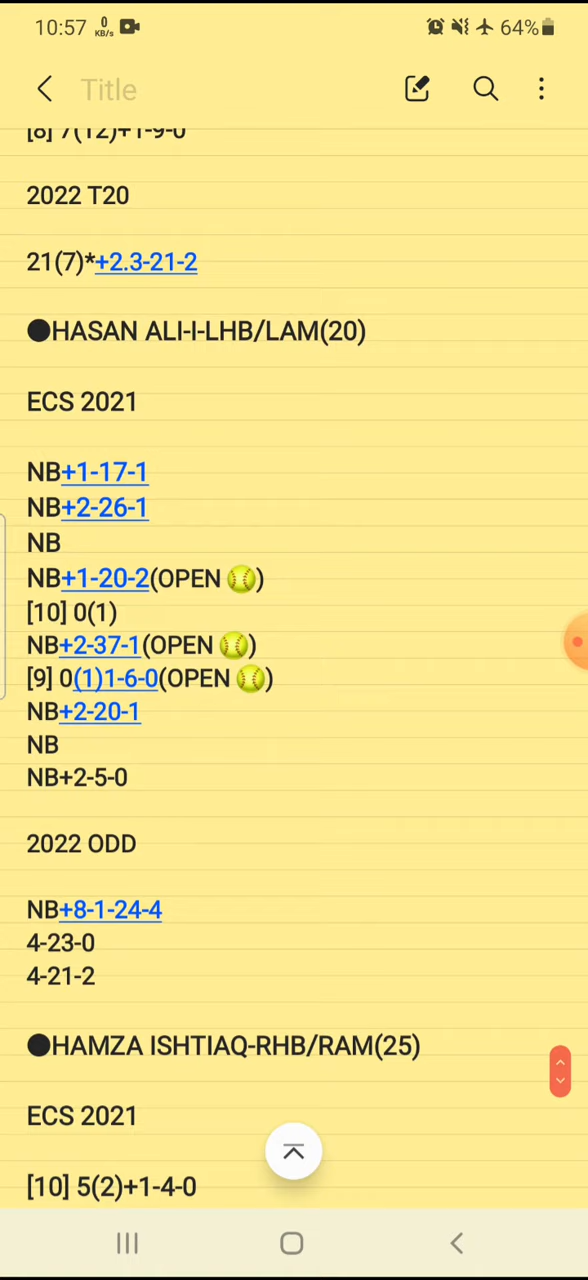 10:57 0 KB/s 64%
Title
[8] 7(12)+1-9-0
2022 T20
21(7)*+2.3-21-2
●HASAN ALI-I-LHB/LAM(20)
ECS 2021
NB+1-17-1
NB+2-26-1
NB
NB+1-20-2(OPEN 🥎)
[10] 0(1)
NB+2-37-1(OPEN 🥎)
[9] 0(1)1-6-0(OPEN 🥎)
NB+2-20-1
NB
NB+2-5-0
2022 ODD
NB+8-1-24-4
4-23-0
4-21-2
●HAMZA ISHTIAQ-RHB/RAM(25)
ECS 2021
[10] 5(2)+1-4-0